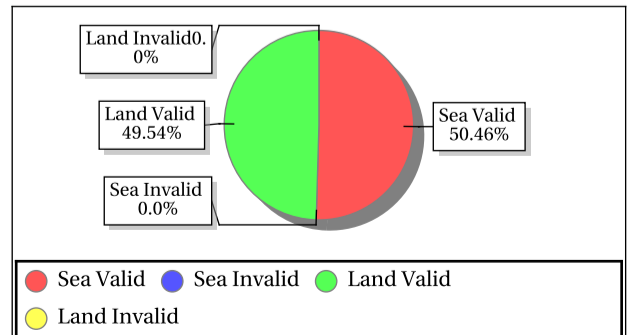 Land Invalid0.
0%
Land Valid
49.54%
Sea Valid
50.46%
Sea Invalid
0.0%
Sea Valid Sea Invalid Land Valid
Land Invalid